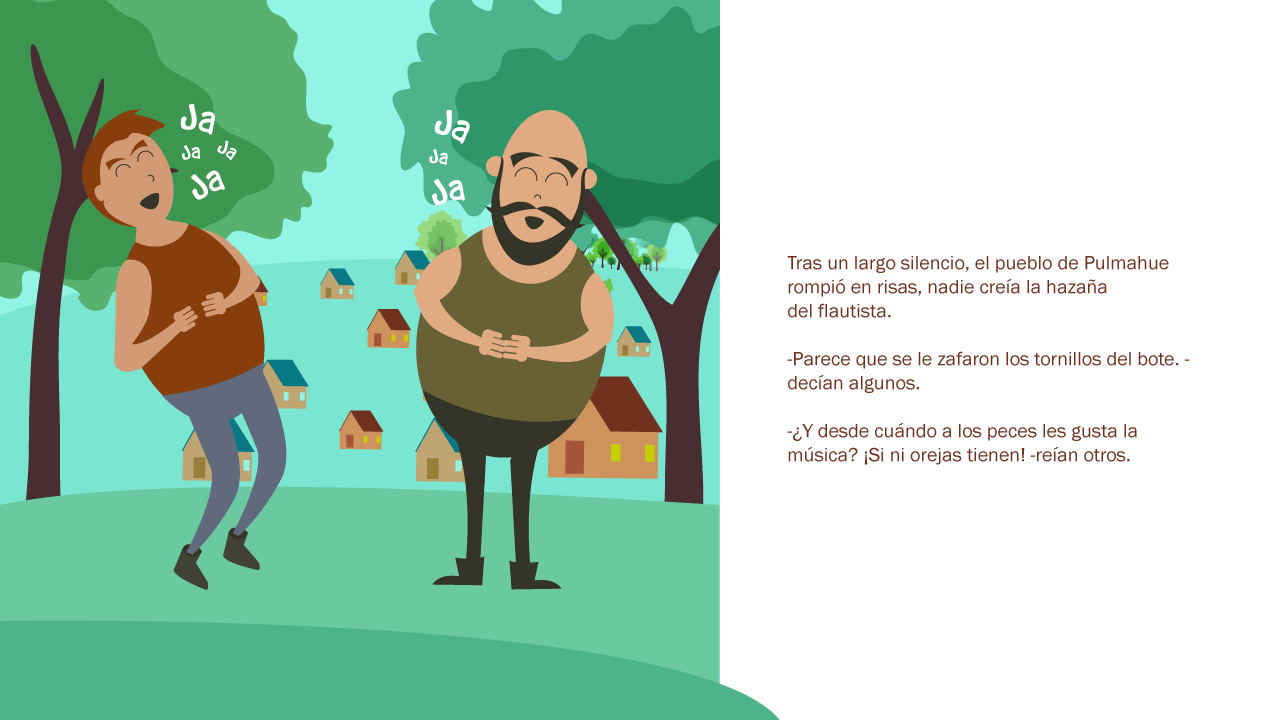 Ja
Ja Ja
Ja
Ja
Ja
Ja
Tras un largo silencio, el pueblo de Pulmahue
rompió en risas, nadie creía la hazaña
del flautista.
-Parece que se le zafaron los tornillos del bote. -
decían algunos.
-¿Y desde cuándo a los peces les gusta la
música? ¡Si ni orejas tienen! -reían otros.